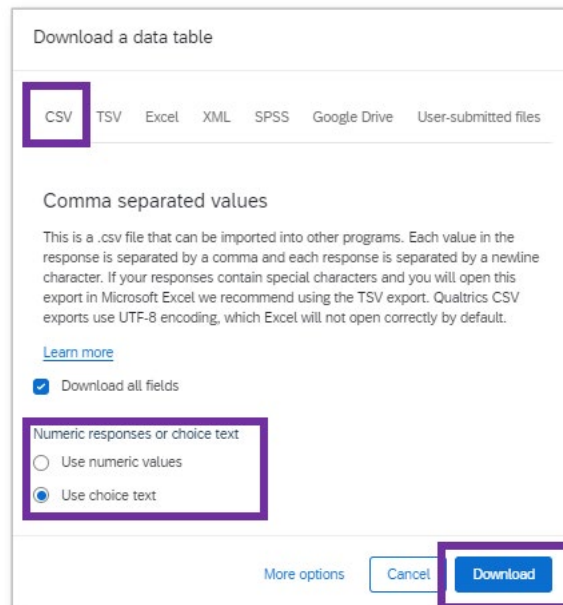 Download a data table
CSV TSV Excel XML SPSS Google Drive User-submitted files
Comma separated values
This is a .csv file that can be imported into other programs. Each value in the
response is separated by a comma and each response is separated by a newline
character. If your responses contain special characters and you will open this
export in Microsoft Excel we recommend using the TSV export. Qualtrics CSV
exports use UTF-8 encoding, which Excel will not open correctly by default.
Learn more
Download all fields
Numeric responses or choice text
Use numeric values
Use choice text
More options Cancel Download